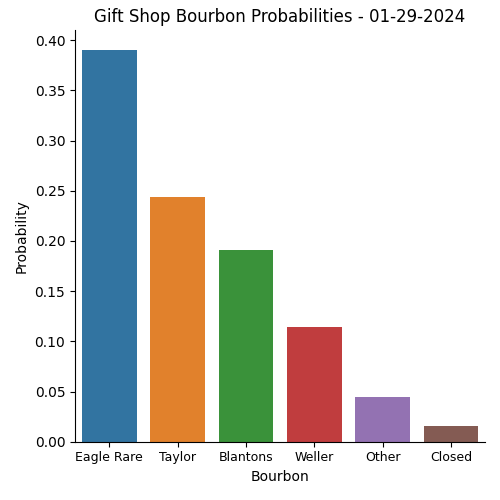 Gift Shop Bourbon Probabilities - 01-29-2024
0.40
0.35
0.30
0.25
0.20
0.15
0.10
0.05
0.00
Probability
Eagle Rare Taylor Blantons Weller Other Closed
Bourbon